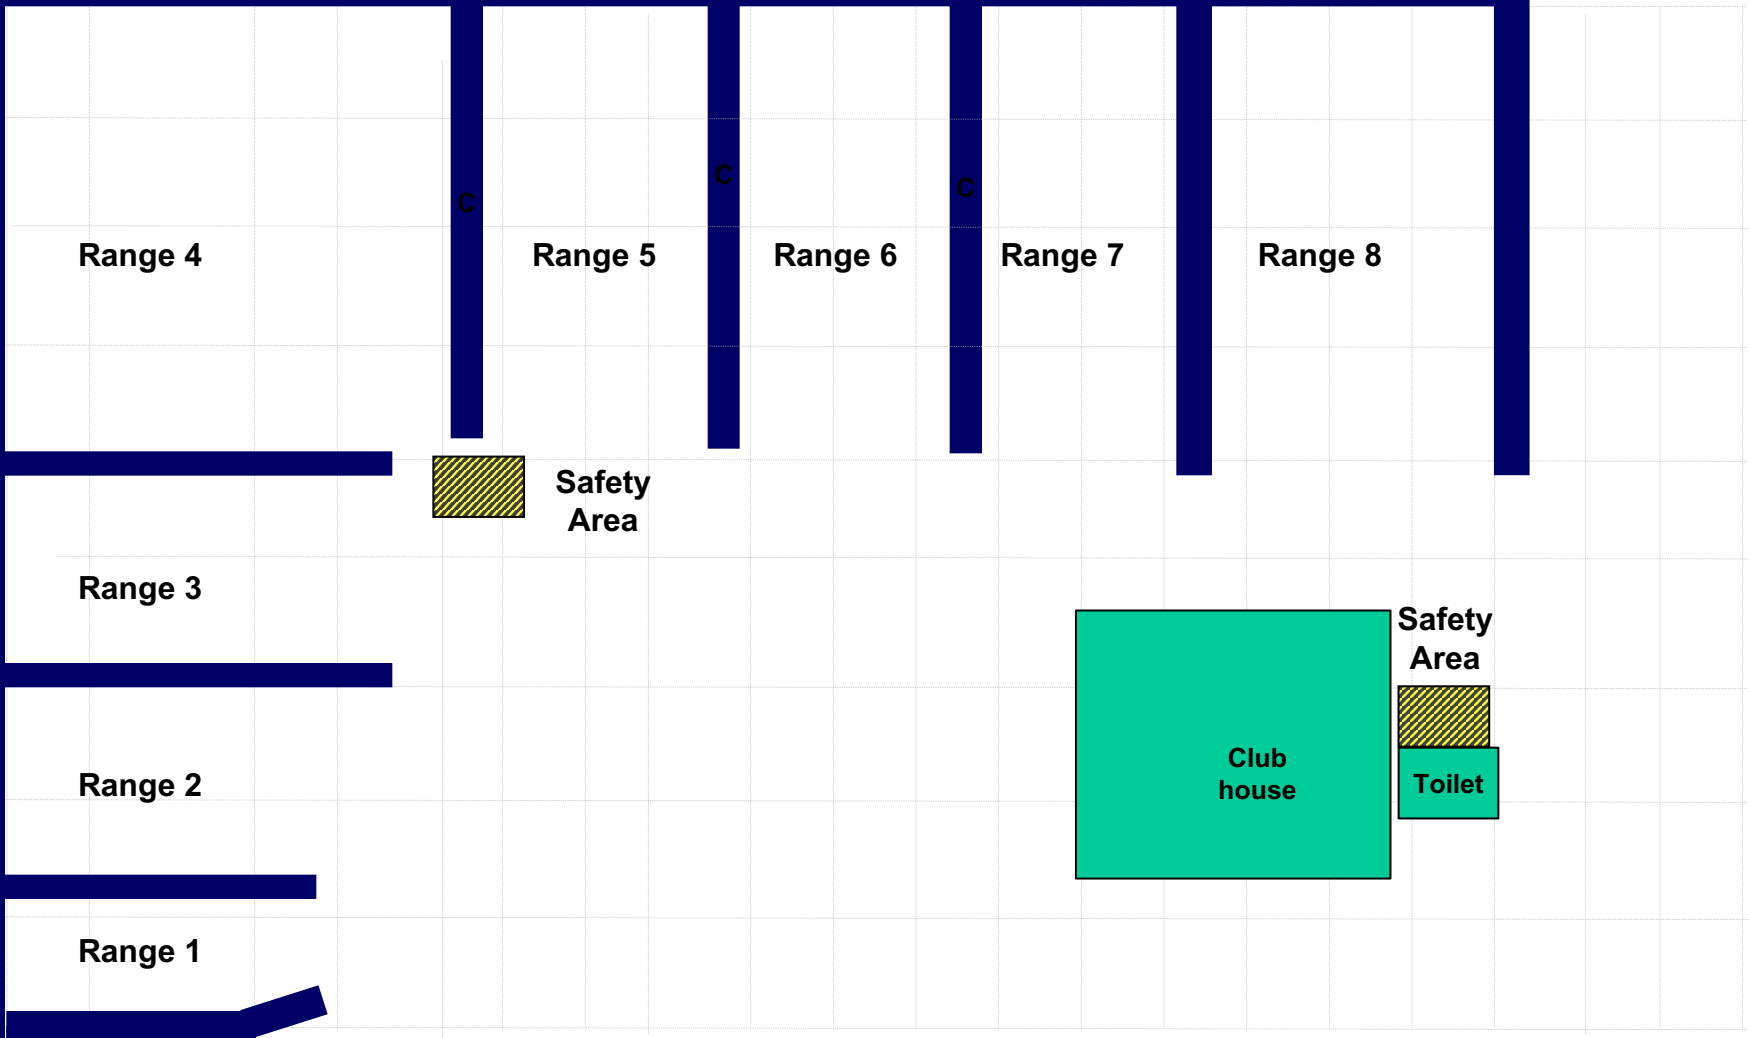 C
C
C
Range 4
Range 5
Range 6
Range 7
Range 8
Safety
Area
Range 3
Safety
Area
Club
house
Toilet
Range 2
Range 1